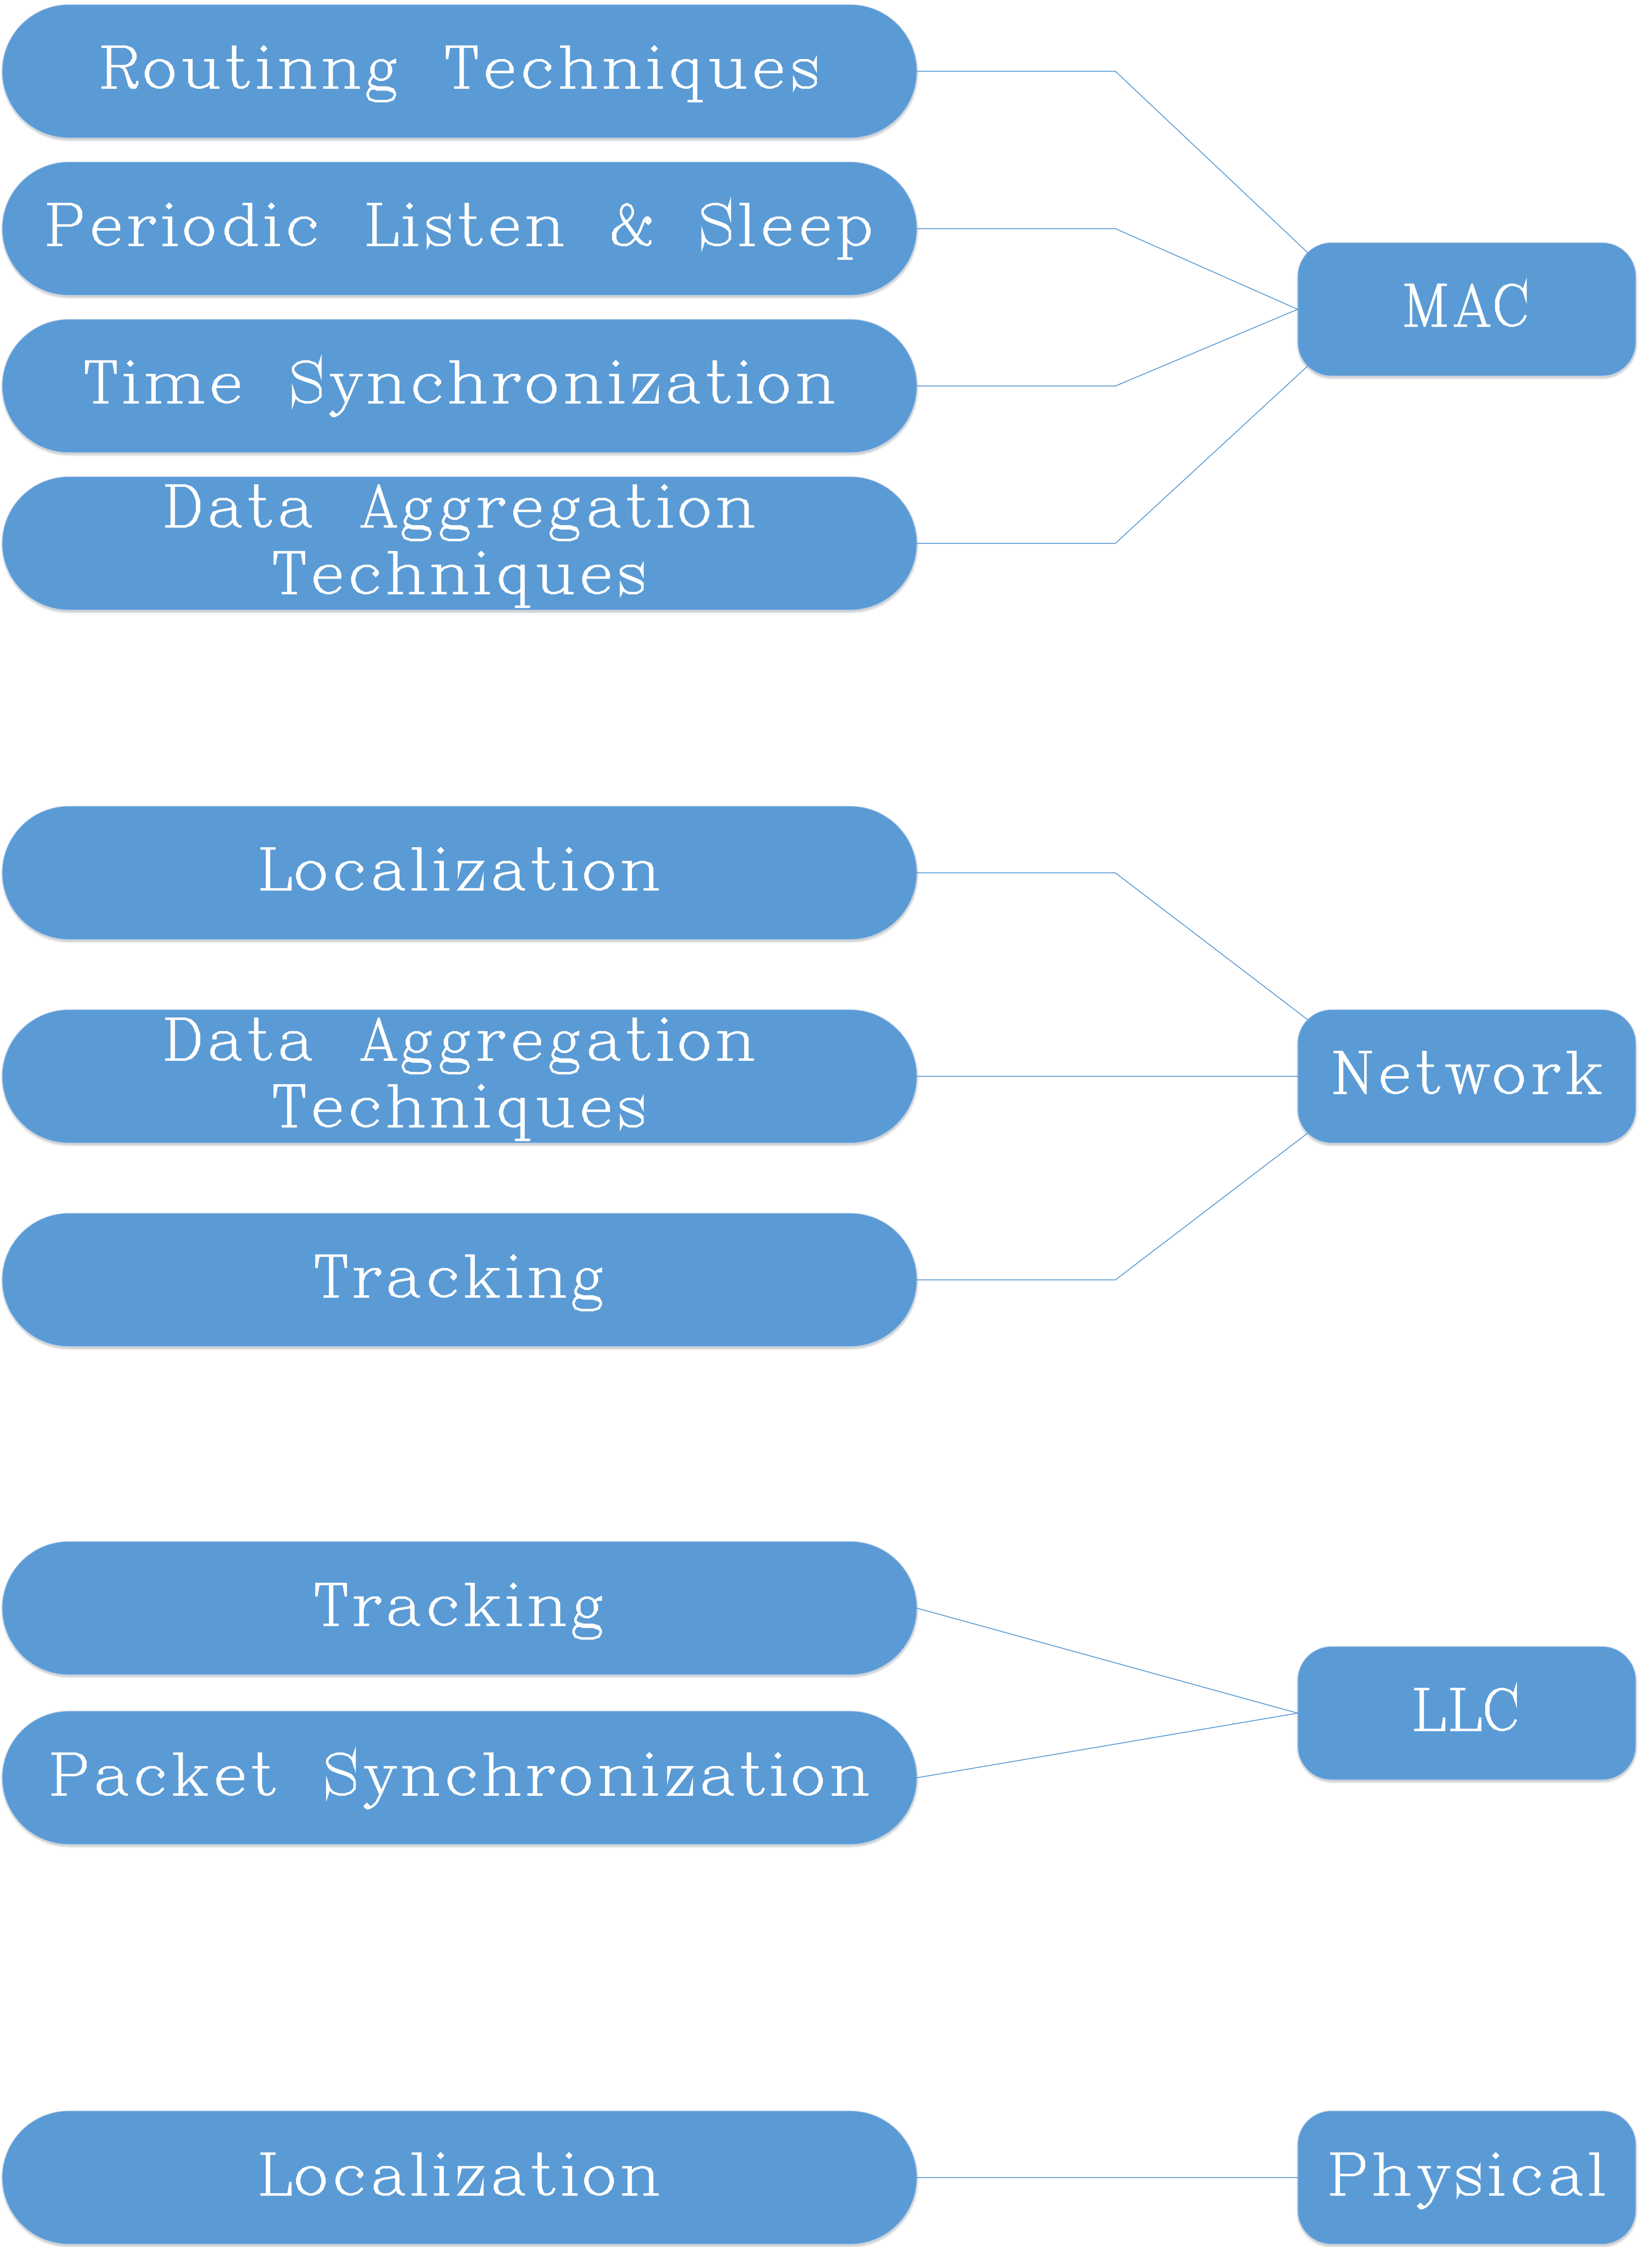 Routinng Techniques
Periodic Listen & Sleep
MAC
Time Synchronization
Data Aggregation
Techniques
Localization
Data Aggregation
Techniques
Network
Tracking
Tracking
LLC
Packet Synchronization
Localization
Physical